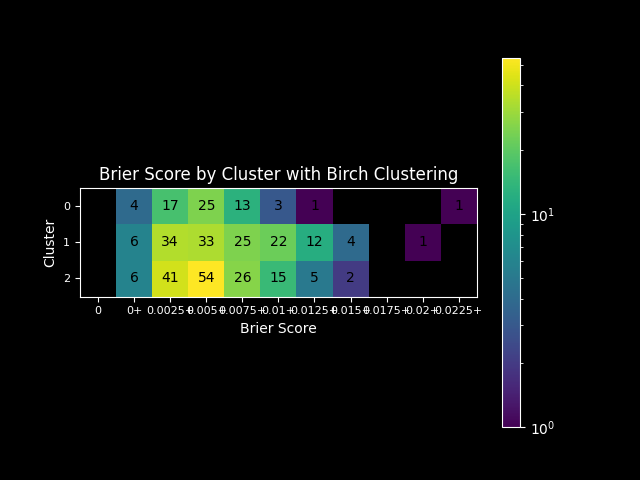 Brier Score by Cluster with Birch Clustering
Cluster
0 4 17 25 13 3 1 1
1 6 34 33 25 22 12 4 1
2 6 41 54 26 15 5 2
0 0+ 0.0025+ 0.005+ 0.0075+ 0.01+ 0.0125+ 0.015+ 0.0175+ 0.02+ 0.0225+
Brier Score
10¹
10⁰